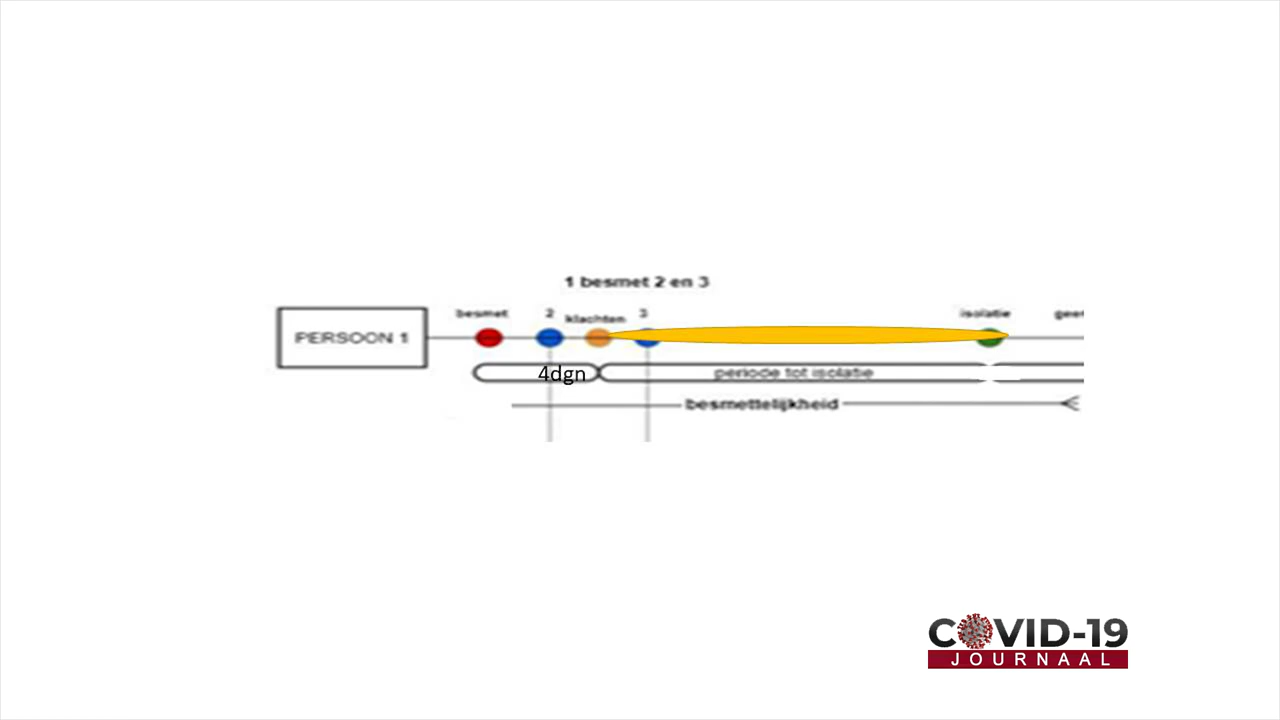 1 besmet 2 en 3
besmet 2 klachten 3 isolatie
PERSOON 1
4dgn periode tot isolatie
besmettelijkheid
COVID-19
JOURNAAL